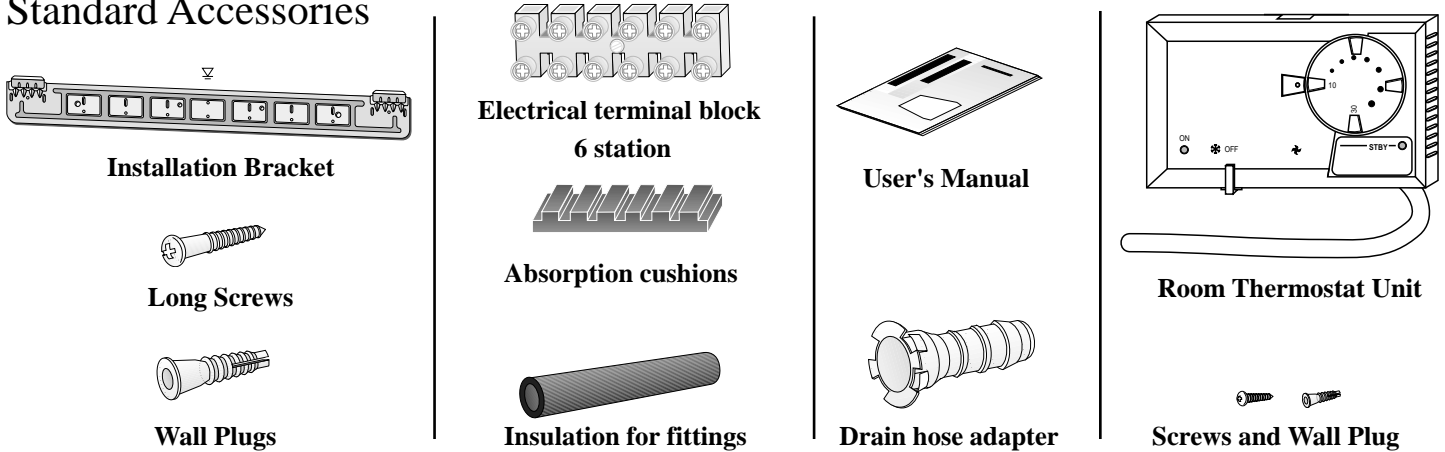 Standard Accessories
Installation Bracket
Long Screws
Wall Plugs
Electrical terminal block
6 station
Absorption cushions
Insulation for fittings
User's Manual
Drain hose adapter
10
30
ON
OFF
STBY
Room Thermostat Unit
Screws and Wall Plug